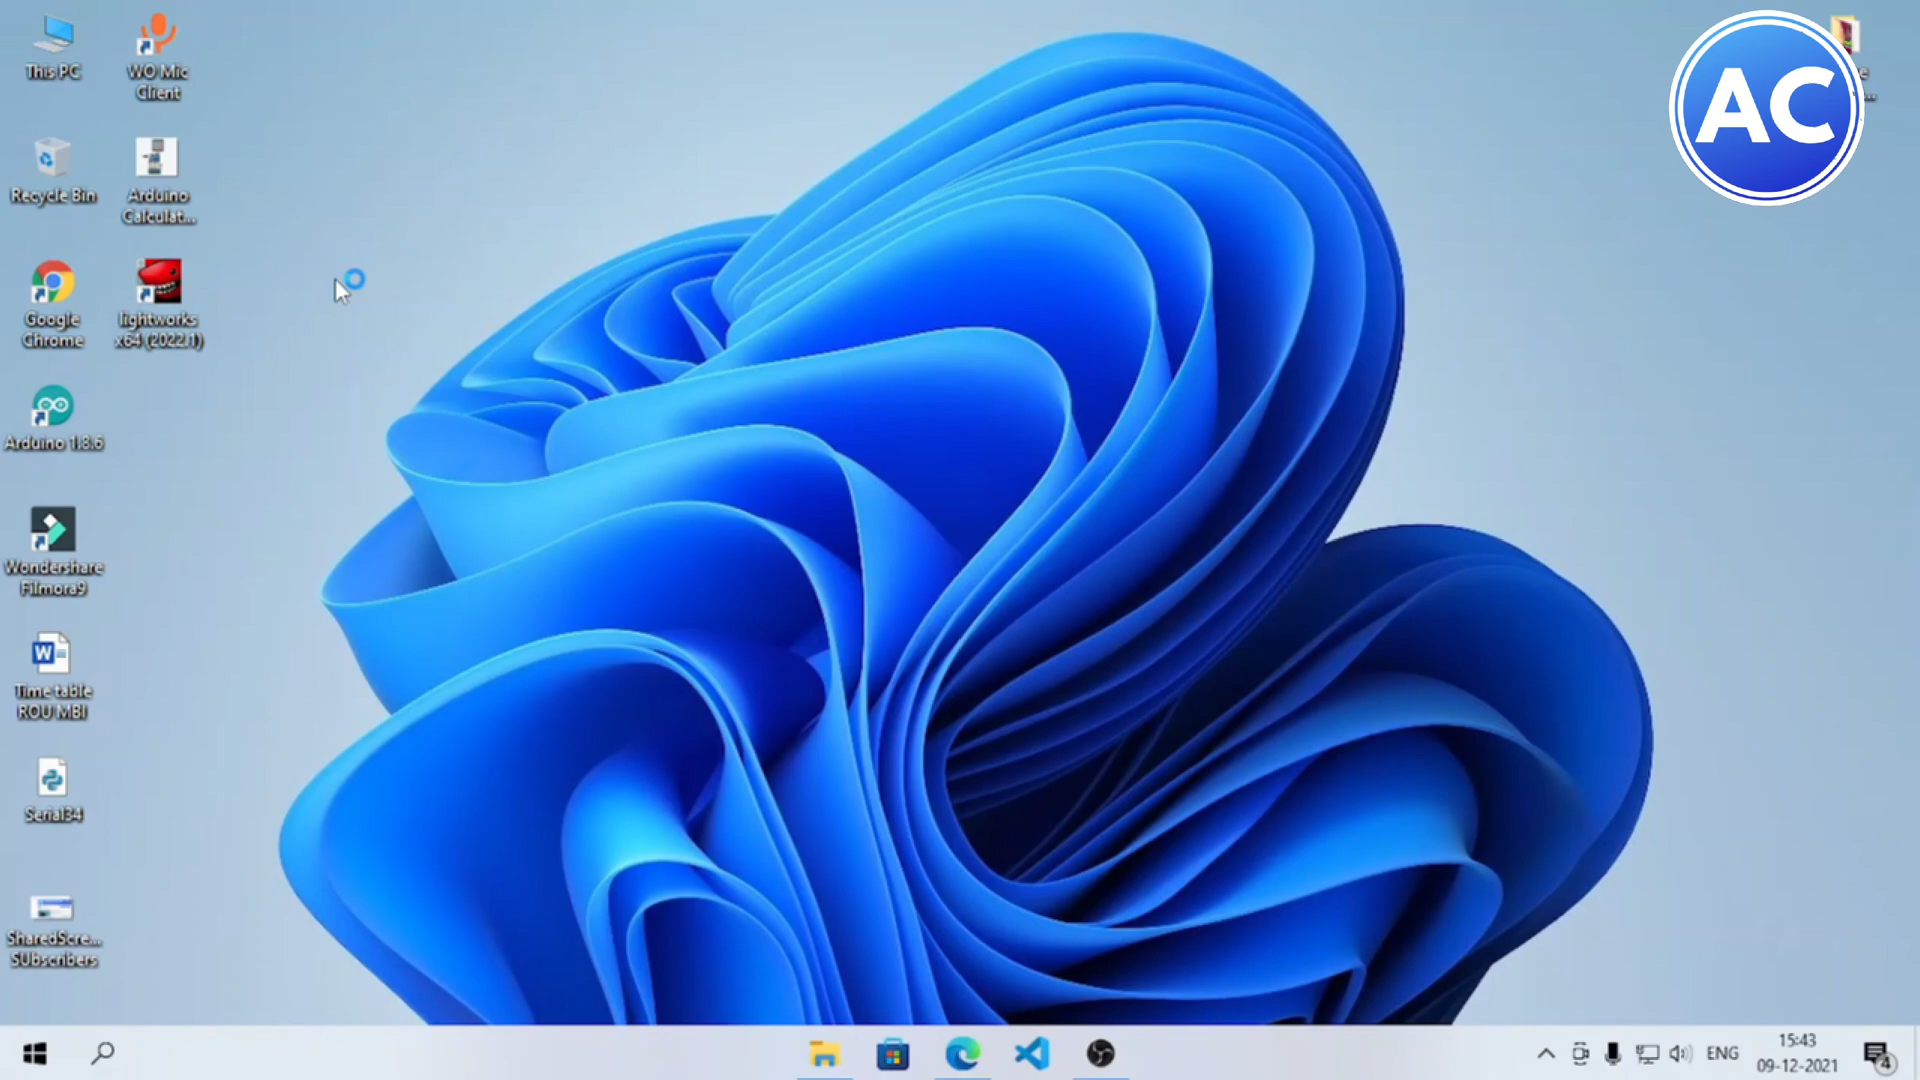 This PC
WO Mic
Client
Recycle Bin
Arduino
Calculat...
Google
Chrome
lightworks
x64 (2022.1)
Arduino 1.8.6
Wondershare
Filmora9
W
Time table
ROU MBI
Serial34
SharedScre...
SUbscribers
AC
ENG
15:43
09-12-2021
4